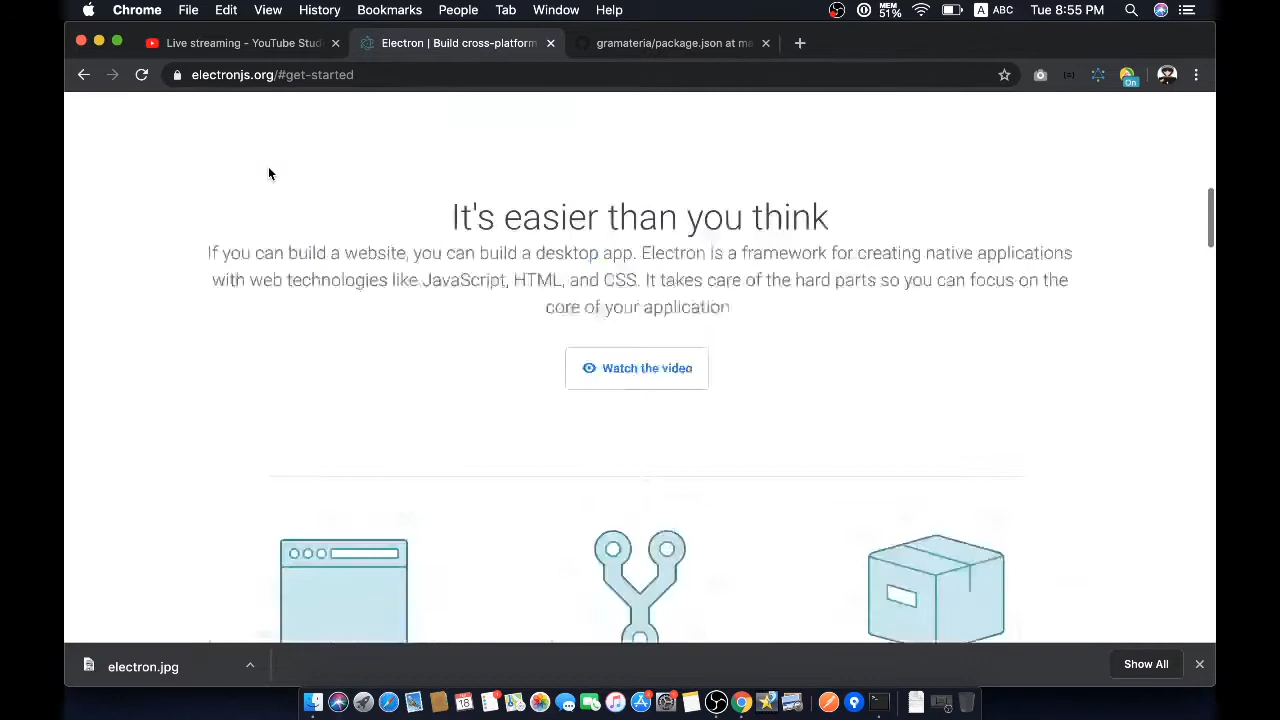 Chrome File Edit View History Bookmarks People Tab Window Help MEM 51% A ABC Tue 8:55 PM
Live streaming - YouTube Stud Electron | Build cross-platform gramateria/package.json at ma
electronjs.org/#get-started On
It's easier than you think
If you can build a website, you can build a desktop app. Electron is a framework for creating native applications
with web technologies like JavaScript, HTML, and CSS. It takes care of the hard parts so you can focus on the
core of your application
Watch the video
electron.jpg Show All
18